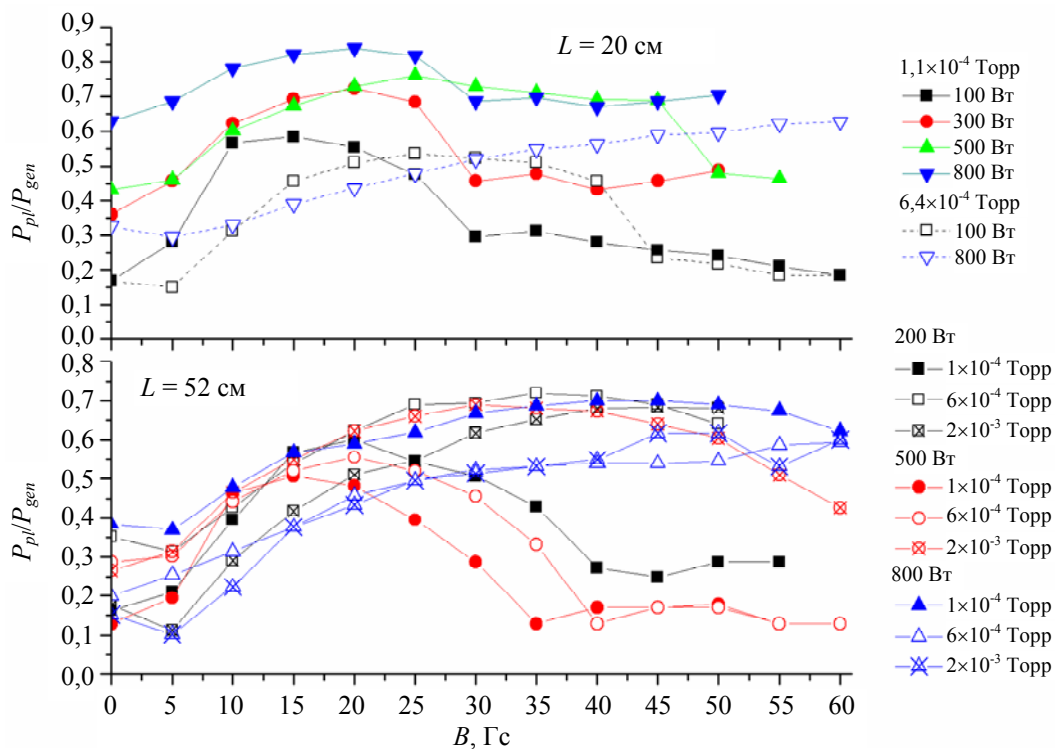 0,9
0,8
0,7
0,6
0,5
0,4
0,3
0,2
0,1
0,0
P_pl/P_gen
L = 20 см
1,1×10⁻⁴ Торр
100 Вт
300 Вт
500 Вт
800 Вт
6,4×10⁻⁴ Торр
100 Вт
800 Вт
0,8
0,7
0,6
0,5
0,4
0,3
0,2
0,1
0,0
P_pl/P_gen
L = 52 см
200 Вт
1×10⁻⁴ Торр
6×10⁻⁴ Торр
2×10⁻³ Торр
500 Вт
1×10⁻⁴ Торр
6×10⁻⁴ Торр
2×10⁻³ Торр
800 Вт
1×10⁻⁴ Торр
6×10⁻⁴ Торр
2×10⁻³ Торр
0 5 10 15 20 25 30 35 40 45 50 55 60
B, Гс